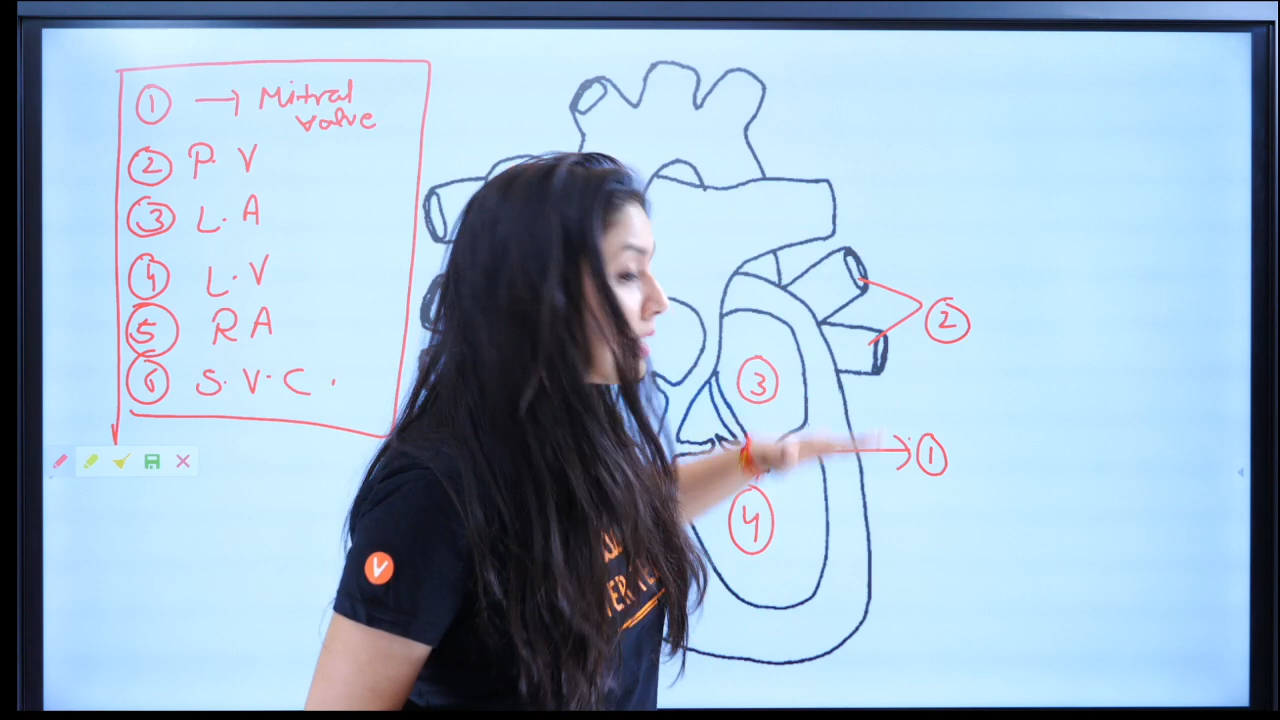 ① → Mitral
valve
② P. V
③ L. A
④ L. V
⑤ R A
⑥ S. V. C.
②
③
①
④
V